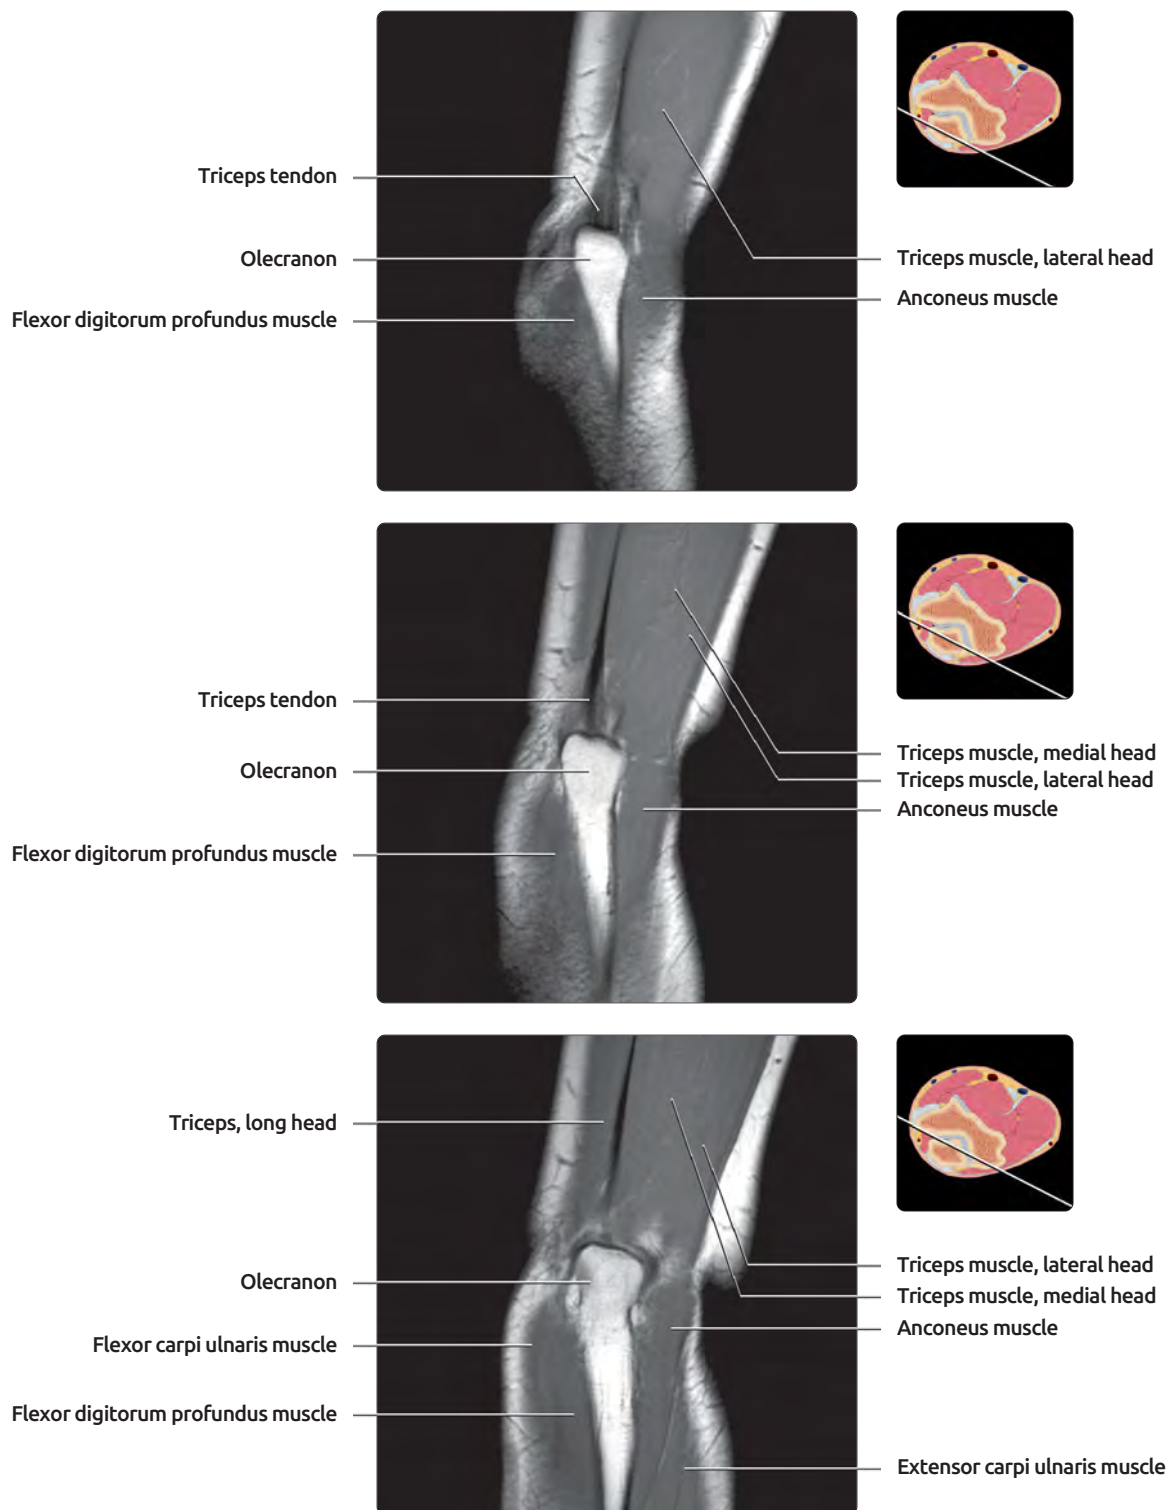 Triceps tendon
Olecranon
Flexor digitorum profundus muscle
Triceps muscle, lateral head
Anconeus muscle
Triceps tendon
Olecranon
Flexor digitorum profundus muscle
Triceps muscle, medial head
Triceps muscle, lateral head
Anconeus muscle
Triceps, long head
Olecranon
Flexor carpi ulnaris muscle
Flexor digitorum profundus muscle
Triceps muscle, lateral head
Triceps muscle, medial head
Anconeus muscle
Extensor carpi ulnaris muscle